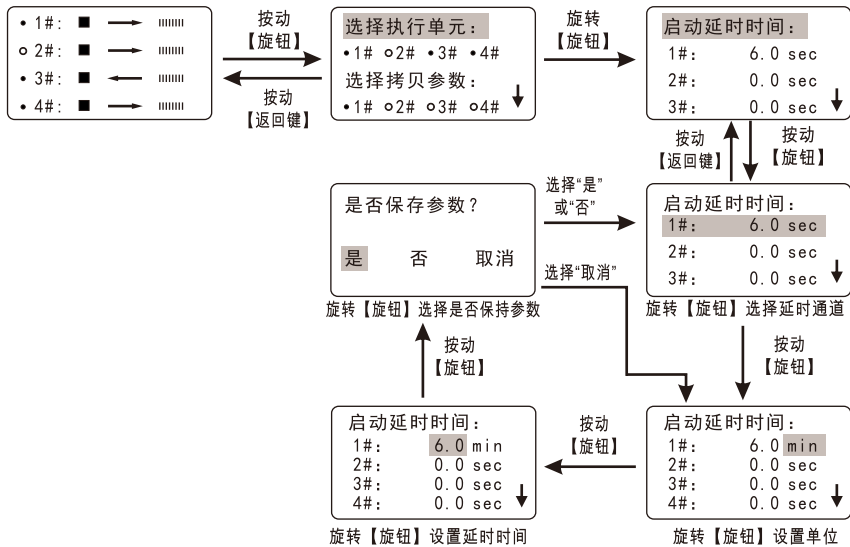 • 1#: ■ → ||||||||
○ 2#: ■ → ||||||||
• 3#: ■ ← ||||||||
• 4#: ■ → ||||||||
按动
【旋钮】
按动
【返回键】
选择执行单元：
•1# ○2# •3# •4#
选择拷贝参数：
•1# ○2# ○3# ○4#
旋转
【旋钮】
启动延时时间：
1#： 6.0 sec
2#： 0.0 sec
3#： 0.0 sec
按动
【返回键】
按动
【旋钮】
是否保存参数？
是 否 取消
旋转【旋钮】选择是否保持参数
选择“是”
或“否”
选择“取消”
启动延时时间：
1#： 6.0 sec
2#： 0.0 sec
3#： 0.0 sec
旋转【旋钮】选择延时通道
按动
【旋钮】
按动
【旋钮】
启动延时时间：
1#： 6.0 min
2#： 0.0 sec
3#： 0.0 sec
4#： 0.0 sec
旋转【旋钮】设置延时时间
按动
【旋钮】
启动延时时间：
1#： 6.0 min
2#： 0.0 sec
3#： 0.0 sec
4#： 0.0 sec
旋转【旋钮】设置单位